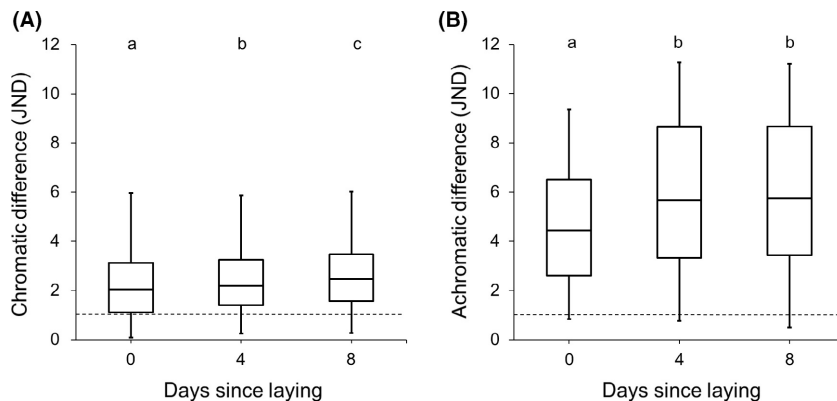 (A)
a b c
12
10
8
6
4
2
0
Chromatic difference (JND)
0 4 8
Days since laying
(B)
a b b
12
10
8
6
4
2
0
Achromatic difference (JND)
0 4 8
Days since laying